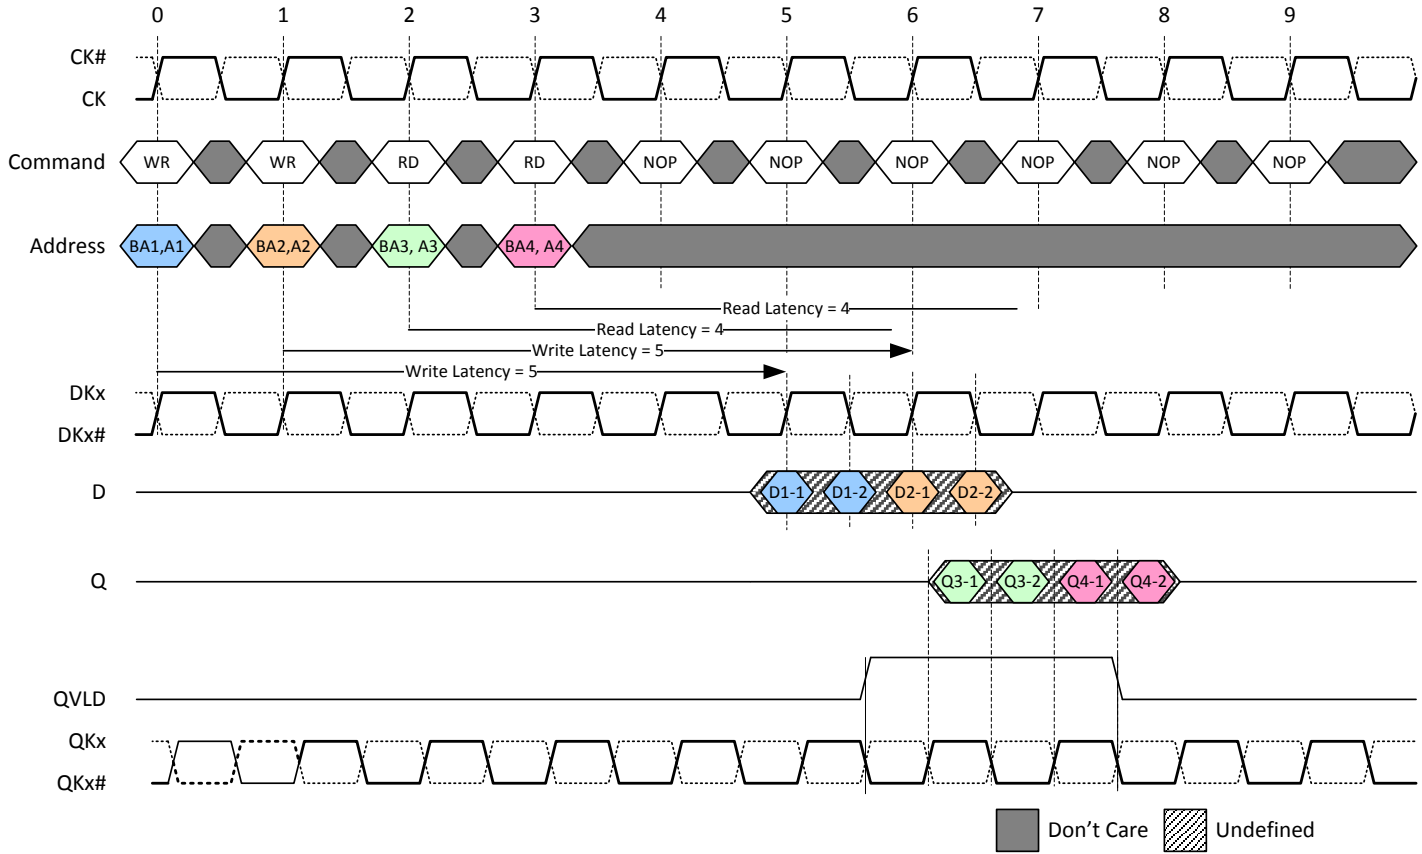 0 1 2 3 4 5 6 7 8 9
CK#
CK
Command WR WR RD RD NOP NOP NOP NOP NOP NOP
Address BA1,A1 BA2,A2 BA3, A3 BA4, A4
Read Latency = 4
Read Latency = 4
Write Latency = 5
Write Latency = 5
DKx
DKx#
D D1-1 D1-2 D2-1 D2-2
Q Q3-1 Q3-2 Q4-1 Q4-2
QVLD
QKx
QKx#
Don't Care Undefined